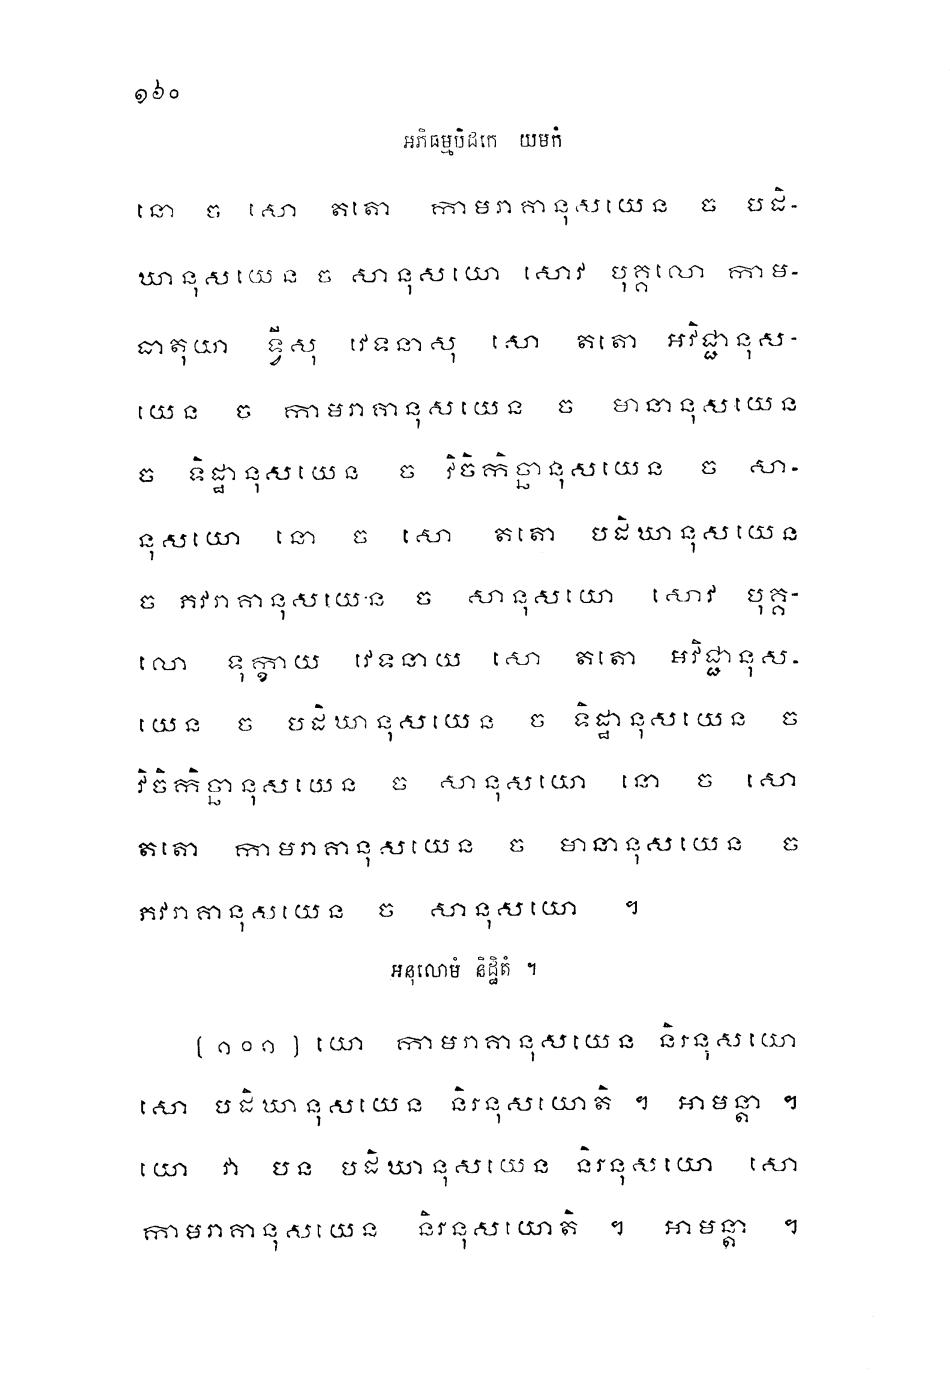 ១៦០
អភិធម្មបិដកេ យមកំ
នោ ច សោ តតោ កាមរាគានុសយេន ច បដិ-
ឃានុសយេន ច សានុសយោ សោវ បុគ្គលោ កាម-
ធាតុយា ទ្វីសុ វេទនាសុ សោ តតោ អវិជ្ជានុស-
យេន ច កាមរាគានុសយេន ច មានានុសយេន
ច ទិដ្ឋានុសយេន ច វិចិកិច្ឆានុសយេន ច សា-
នុសយោ នោ ច សោ តតោ បដិឃានុសយេន
ច ភវរាគានុសយេន ច សានុសយោ សោវ បុគ្គ-
លោ ទុក្ខាយ វេទនាយ សោ តតោ អវិជ្ជានុស-
យេន ច បដិឃានុសយេន ច ទិដ្ឋានុសយេន ច
វិចិកិច្ឆានុសយេន ច សានុសយោ នោ ច សោ
តតោ កាមរាគានុសយេន ច មានានុសយេន ច
ភវរាគានុសយេន ច សានុសយោ ។
អនុលោមំ និដ្ឋិតំ ។
[១០១] យោ កាមរាគានុសយេន និរនុសយោ
សោ បដិឃានុសយេន និរនុសយោតិ ។ អាមន្តា ។
យោ វា បន បដិឃានុសយេន និរនុសយោ សោ
កាមរាគានុសយេន និរនុសយោតិ ។ អាមន្តា ។